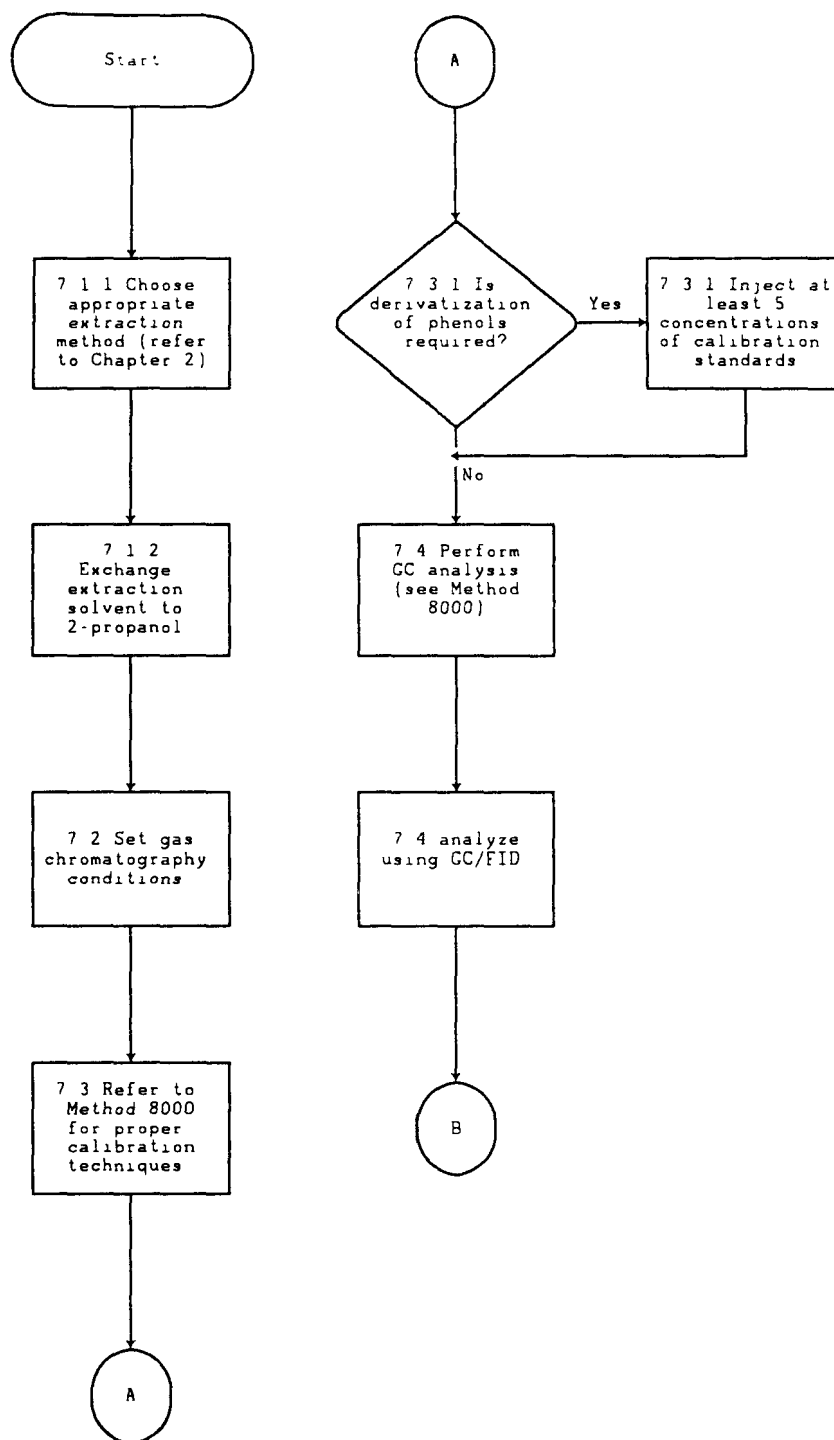 Start
7 1 1 Choose
appropriate
extraction
method (refer
to Chapter 2)
7 1 2
Exchange
extraction
solvent to
2-propanol
7 2 Set gas
chromatography
conditions
7 3 Refer to
Method 8000
for proper
calibration
techniques
A
A
7 3 1 Is
derivatization
of phenols
required?
Yes
7 3 1 Inject at
least 5
concentrations
of calibration
standards
No
7 4 Perform
GC analysis
(see Method
8000)
7 4 analyze
using GC/FID
B